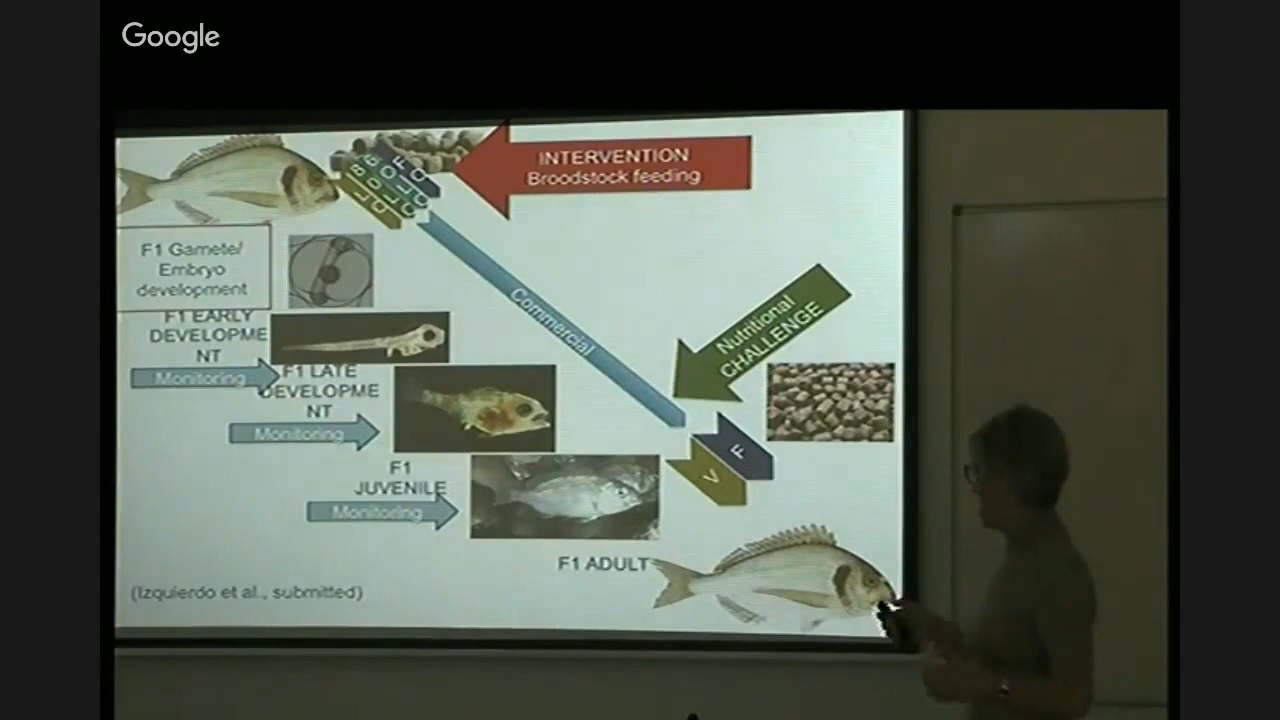 Google
INTERVENTION
Broodstock feeding
F1 Gamete/
Embryo
development
Commercial
Nutritional
CHALLENGE
F1 EARLY
DEVELOPME
NT
Monitoring
F1 LATE
DEVELOPME
NT
Monitoring
F
V
F1
JUVENILE
Monitoring
F1 ADULT
(Izquierdo et al., submitted)